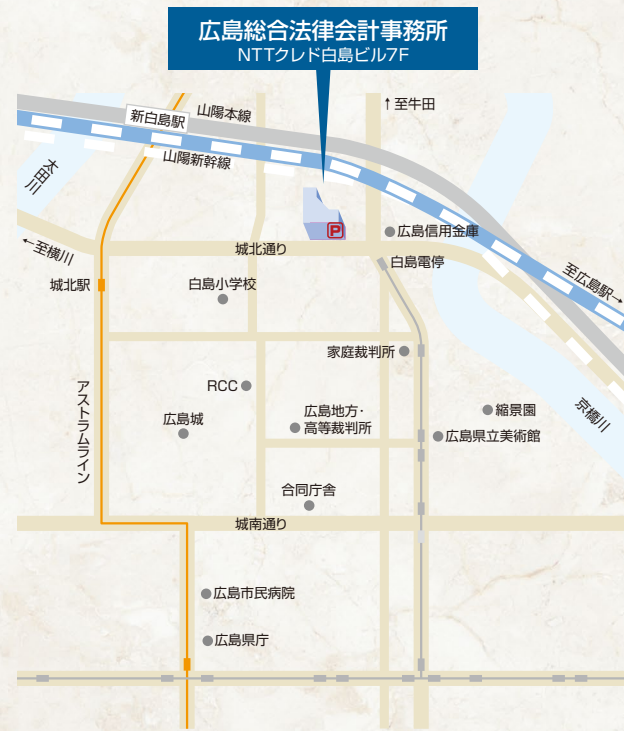 広島総合法律会計事務所
NTTクレド白島ビル7F
↑至牛田
山陽本線
新白島駅
山陽新幹線
太田川
P
広島信用金庫
←至横川
城北通り
白島電停
至広島駅→
城北駅
白島小学校
家庭裁判所
RCC
アストラムライン
広島城
広島地方・
高等裁判所
縮景園
京橋川
広島県立美術館
合同庁舎
城南通り
広島市民病院
広島県庁